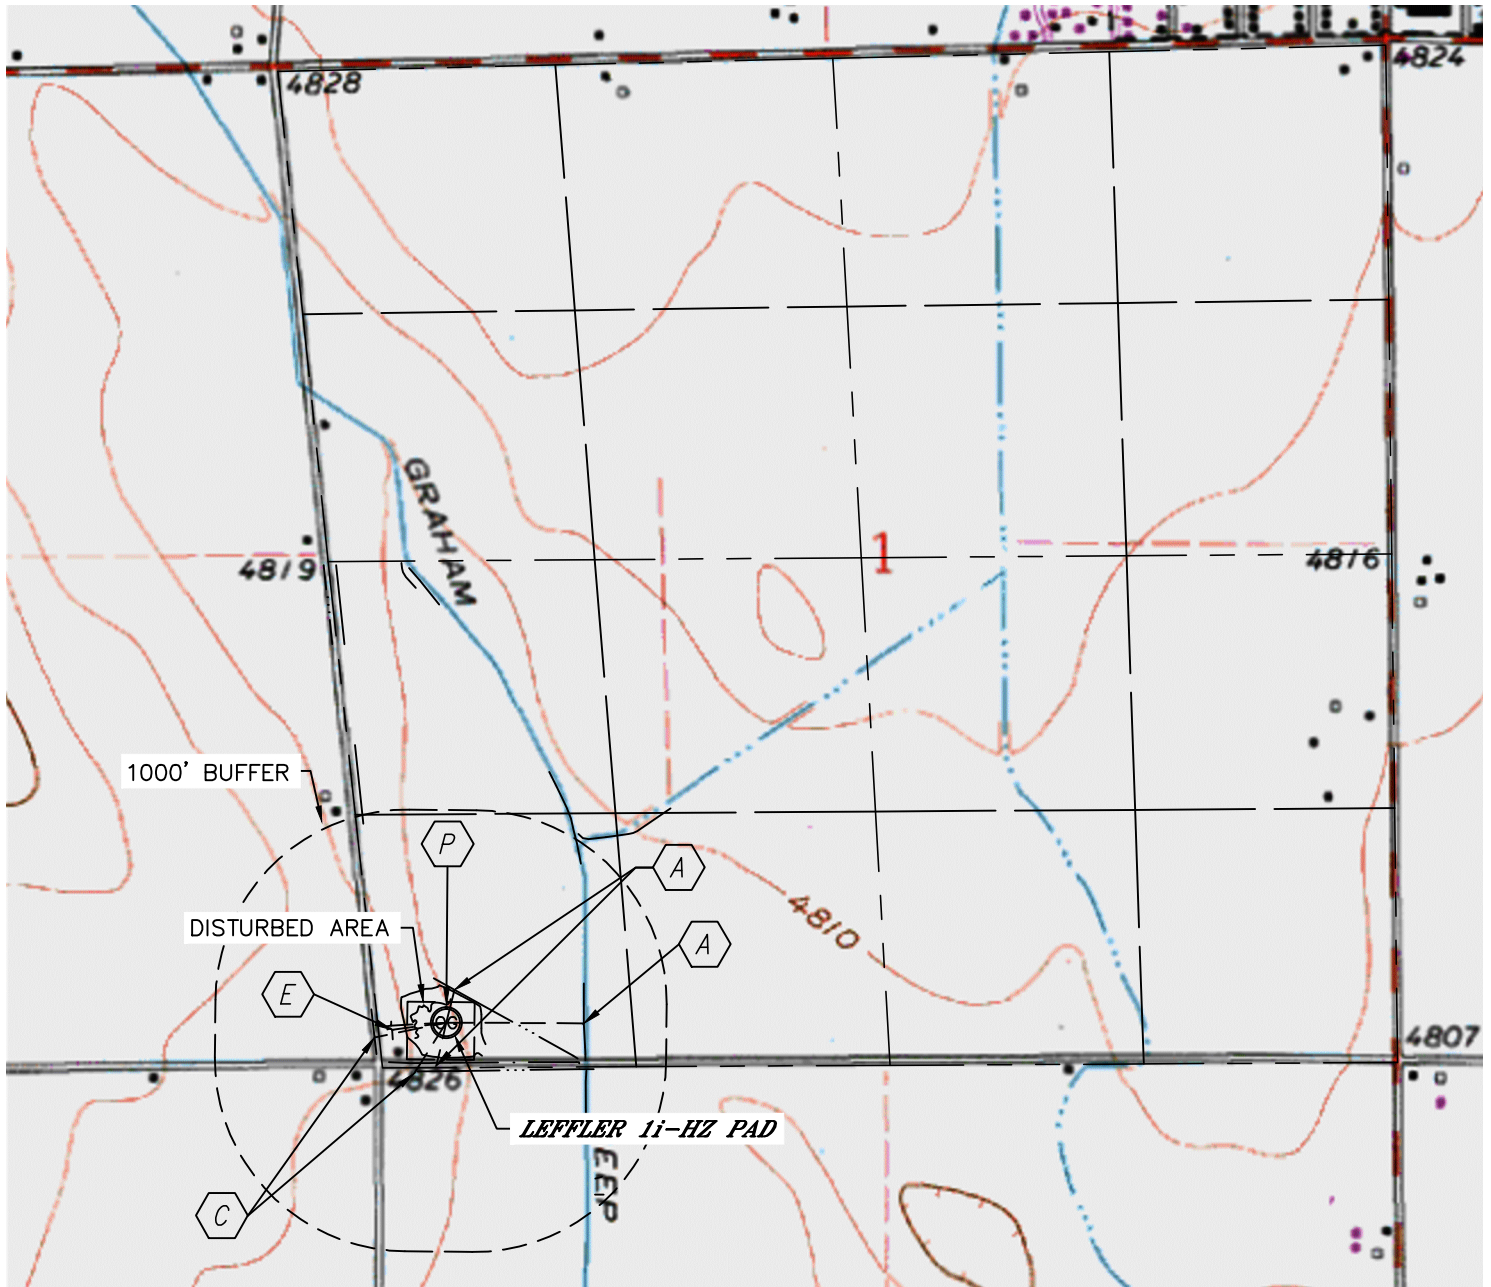 4828
4824
GRAHAM
1
4819
4816
1000' BUFFER
P
A
DISTURBED AREA
4810
A
E
4807
4826
LEFFLER 1i-HZ PAD
EEP
C